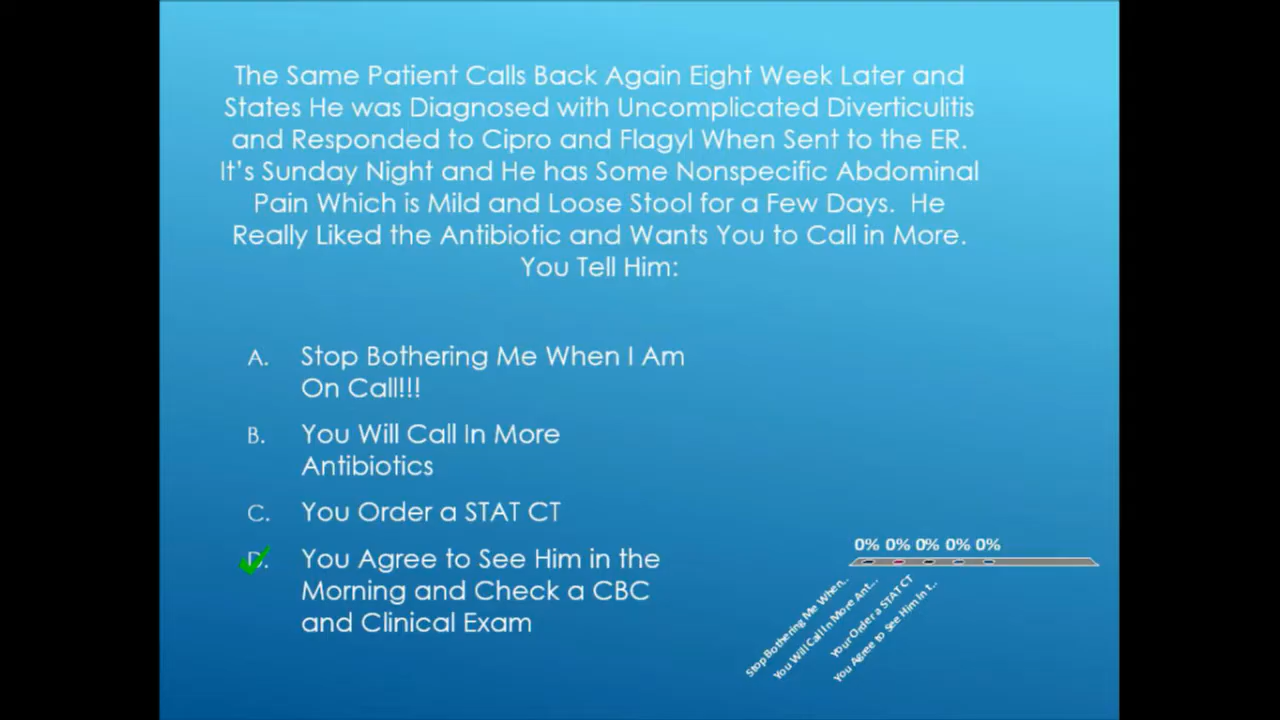 The Same Patient Calls Back Again Eight Week Later and
States He was Diagnosed with Uncomplicated Diverticulitis
and Responded to Cipro and Flagyl When Sent to the ER.
It's Sunday Night and He has Some Nonspecific Abdominal
Pain Which is Mild and Loose Stool for a Few Days. He
Really Liked the Antibiotic and Wants You to Call in More.
You Tell Him:
A. Stop Bothering Me When I Am
On Call!!!
B. You Will Call In More
Antibiotics
C. You Order a STAT CT
D. You Agree to See Him in the
Morning and Check a CBC
and Clinical Exam
0% 0% 0% 0% 0%
Stop Bothering Me When..
You Will Call In More Ant...
Your Order a STAT CT
You Agree to See Him in t..